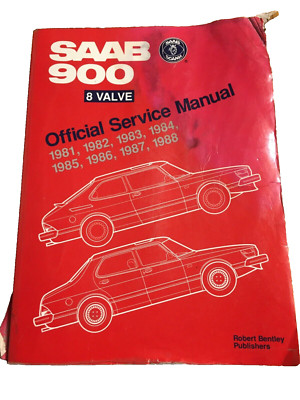 SAAB
900
8 VALVE
Official Service Manual
1981, 1982, 1983, 1984,
1985, 1986, 1987, 1988
Robert Bentley
Publishers